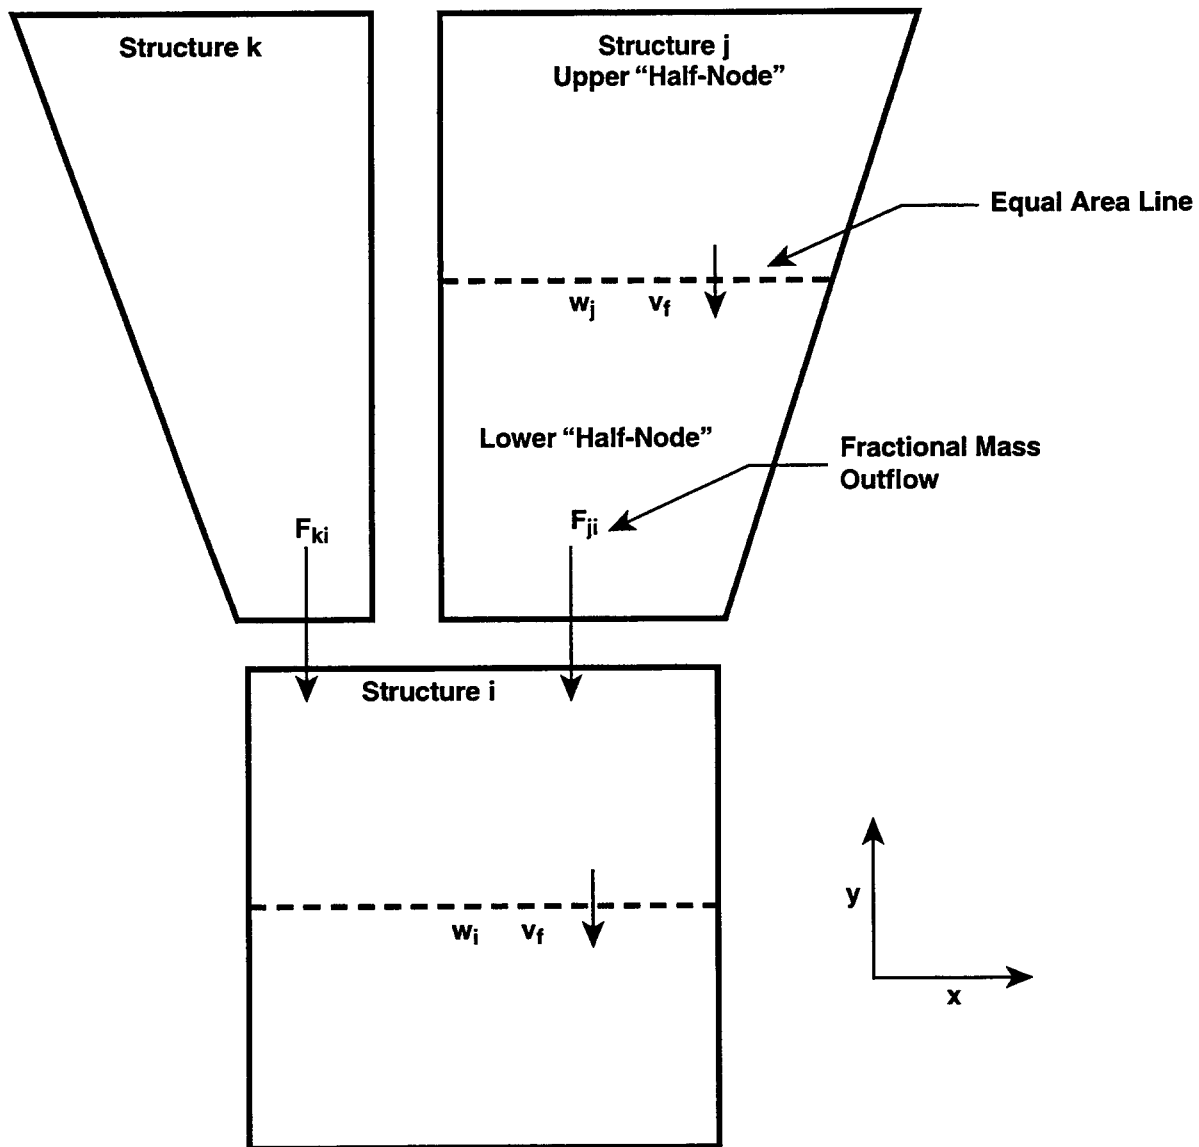 Structure k
Structure j
Upper “Half-Node”
Equal Area Line
wj vf
Lower “Half-Node”
Fractional Mass
Outflow
Fki
Fji
Structure i
wi vf
y
x